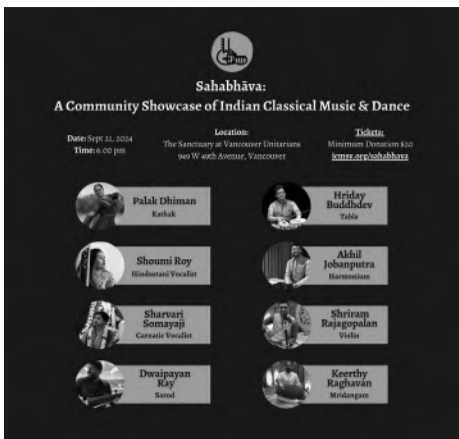 Sahabhāva:
A Community Showcase of Indian Classical Music & Dance
Date: Sept 21, 2024
Time: 6.00 pm
Location:
The Sanctuary at Vancouver Unitarians
949 W 49th Avenue, Vancouver
Tickets:
Minimum Donation $20
icmsv.org/sahabhava
Palak Dhiman
Kathak
Hriday
Buddhdev
Tabla
Shoumi Roy
Hindustani Vocalist
Akhil
Jobanputra
Harmonium
Sharvari
Somayaji
Carnatic Vocalist
Shriram
Rajagopalan
Violin
Dwaipayan
Ray
Sarod
Keerthy
Raghavan
Mridangam